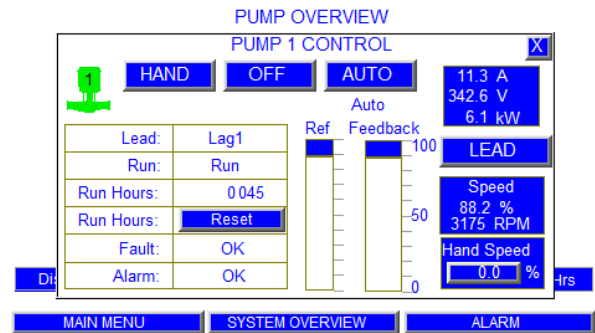 PUMP OVERVIEW
PUMP 1 CONTROL
X
1
HAND OFF AUTO
11.3 A
342.6 V
6.1 kW
Auto
Ref Feedback
100
50
0
LEAD
Lead: Lag1
Run: Run
Run Hours: 0045
Run Hours: Reset
Fault: OK
Alarm: OK
Speed
88.2 %
3175 RPM
Hand Speed
0.0 %
Hrs
MAIN MENU SYSTEM OVERVIEW ALARM